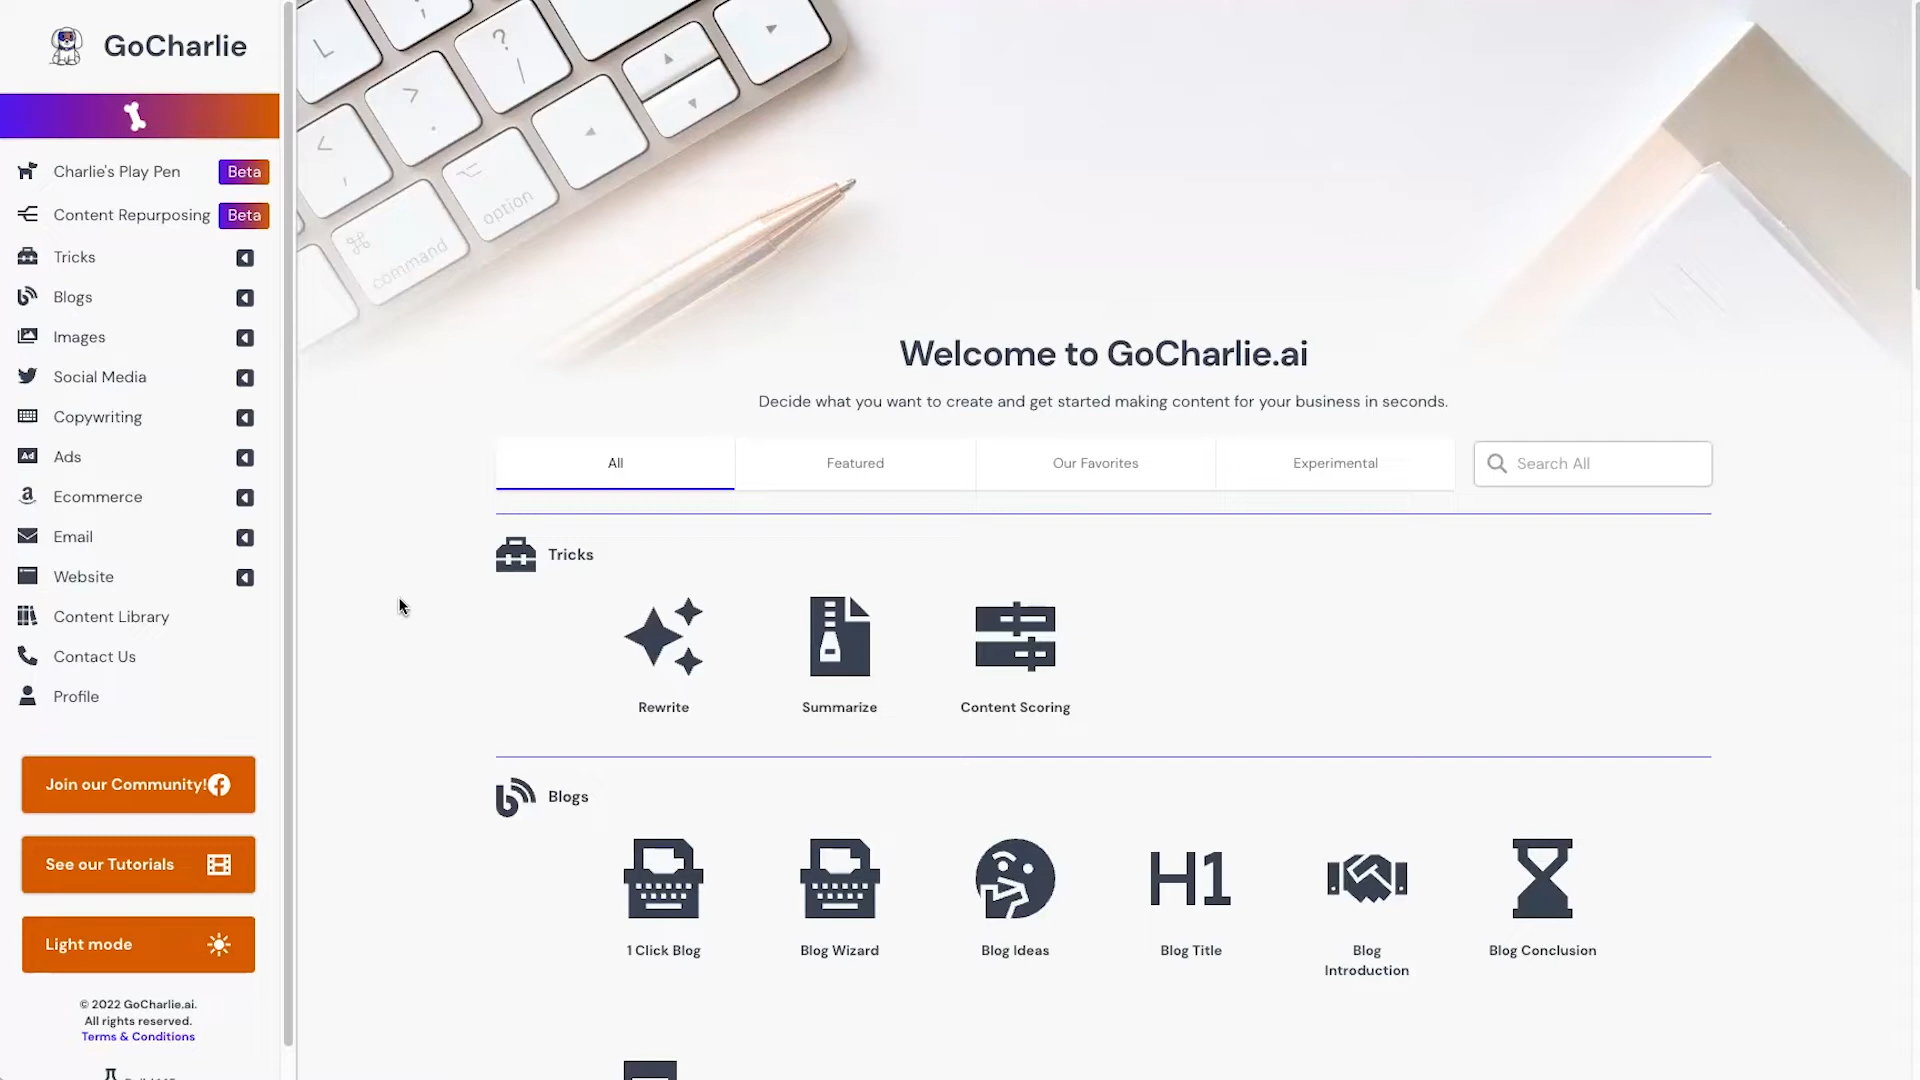 GoCharlie
Charlie's Play Pen Beta
Content Repurposing Beta
Tricks
Blogs
Images
Social Media
Copywriting
Ad Ads
Ecommerce
Email
Website
Content Library
Contact Us
Profile
Join our Community!
See our Tutorials
Light mode
© 2022 GoCharlie.ai.
All rights reserved.
Terms & Conditions
L
;
?
/
>
.
<
,
option
command
Welcome to GoCharlie.ai
Decide what you want to create and get started making content for your business in seconds.
All Featured Our Favorites Experimental Search All
Tricks
Rewrite Summarize Content Scoring
Blogs
H1
1 Click Blog Blog Wizard Blog Ideas Blog Title Blog Introduction Blog Conclusion